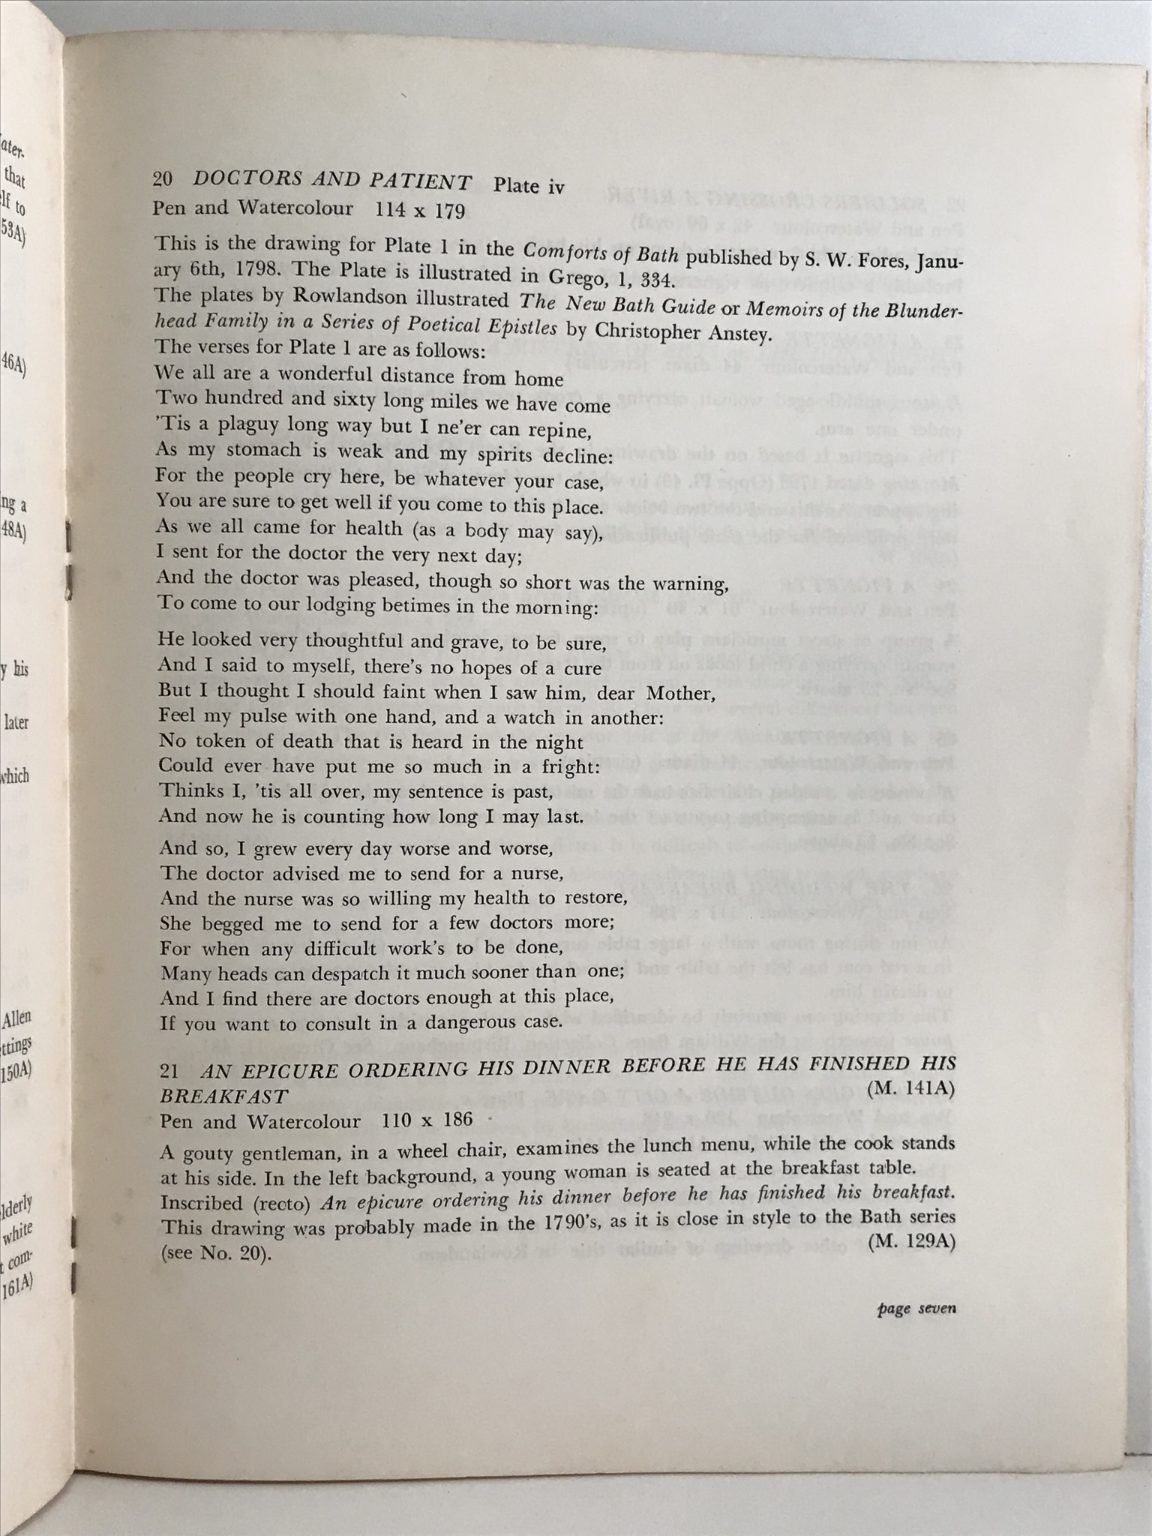 ater-
that
lf to
53A)
46A)
ng a
48A)
y his
later
which
Allen
ttings
150A)
lderly
white
t com-
161A)
20 DOCTORS AND PATIENT Plate iv
Pen and Watercolour 114 x 179
This is the drawing for Plate 1 in the Comforts of Bath published by S. W. Fores, Janu-
ary 6th, 1798. The Plate is illustrated in Grego, 1, 334.
The plates by Rowlandson illustrated The New Bath Guide or Memoirs of the Blunder-
head Family in a Series of Poetical Epistles by Christopher Anstey.
The verses for Plate 1 are as follows:
We all are a wonderful distance from home
Two hundred and sixty long miles we have come
'Tis a plaguy long way but I ne'er can repine,
As my stomach is weak and my spirits decline:
For the people cry here, be whatever your case,
You are sure to get well if you come to this place.
As we all came for health (as a body may say),
I sent for the doctor the very next day;
And the doctor was pleased, though so short was the warning,
To come to our lodging betimes in the morning:
He looked very thoughtful and grave, to be sure,
And I said to myself, there's no hopes of a cure
But I thought I should faint when I saw him, dear Mother,
Feel my pulse with one hand, and a watch in another:
No token of death that is heard in the night
Could ever have put me so much in a fright:
Thinks I, 'tis all over, my sentence is past,
And now he is counting how long I may last.
And so, I grew every day worse and worse,
The doctor advised me to send for a nurse,
And the nurse was so willing my health to restore,
She begged me to send for a few doctors more;
For when any difficult work's to be done,
Many heads can despatch it much sooner than one;
And I find there are doctors enough at this place,
If you want to consult in a dangerous case.
21 AN EPICURE ORDERING HIS DINNER BEFORE HE HAS FINISHED HIS
BREAKFAST (M. 141A)
Pen and Watercolour 110 x 186
A gouty gentleman, in a wheel chair, examines the lunch menu, while the cook stands
at his side. In the left background, a young woman is seated at the breakfast table.
Inscribed (recto) An epicure ordering his dinner before he has finished his breakfast.
This drawing was probably made in the 1790's, as it is close in style to the Bath series
(see No. 20). (M. 129A)
page seven